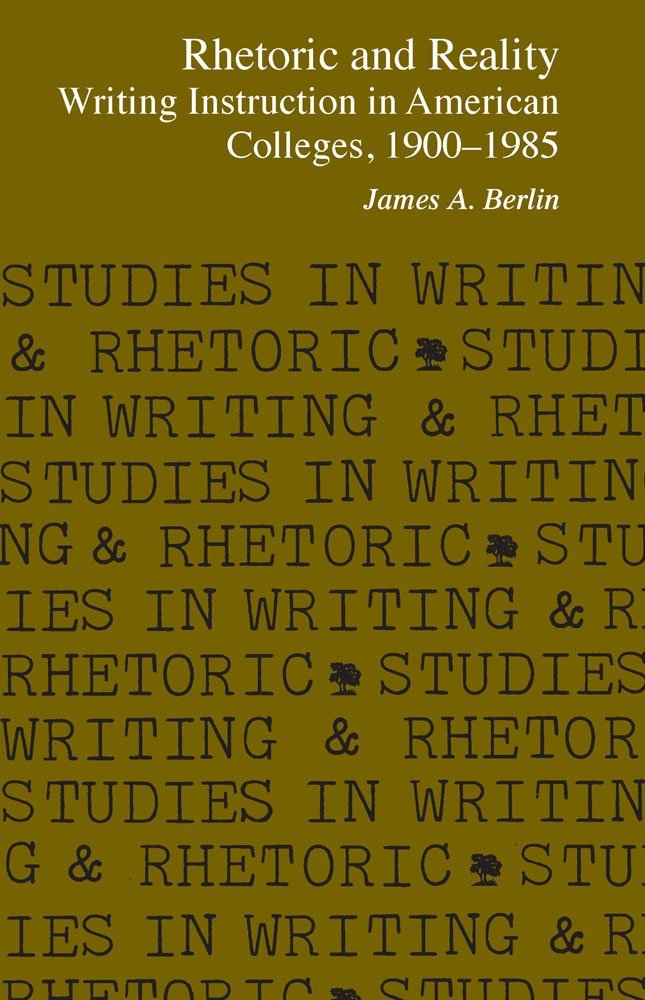 Rhetoric and Reality
Writing Instruction in American
Colleges, 1900–1985
James A. Berlin
STUDIES IN WRITIN
& RHETORIC STUDI
IN WRITING & RHET
STUDIES IN WRITIN
NG & RHETORIC STU
IES IN WRITING & R
RHETORIC STUDIES
WRITING & RHETOR
STUDIES IN WRITIN
G & RHETORIC STU
IES IN WRITING & R
RHETORIC STUDIES